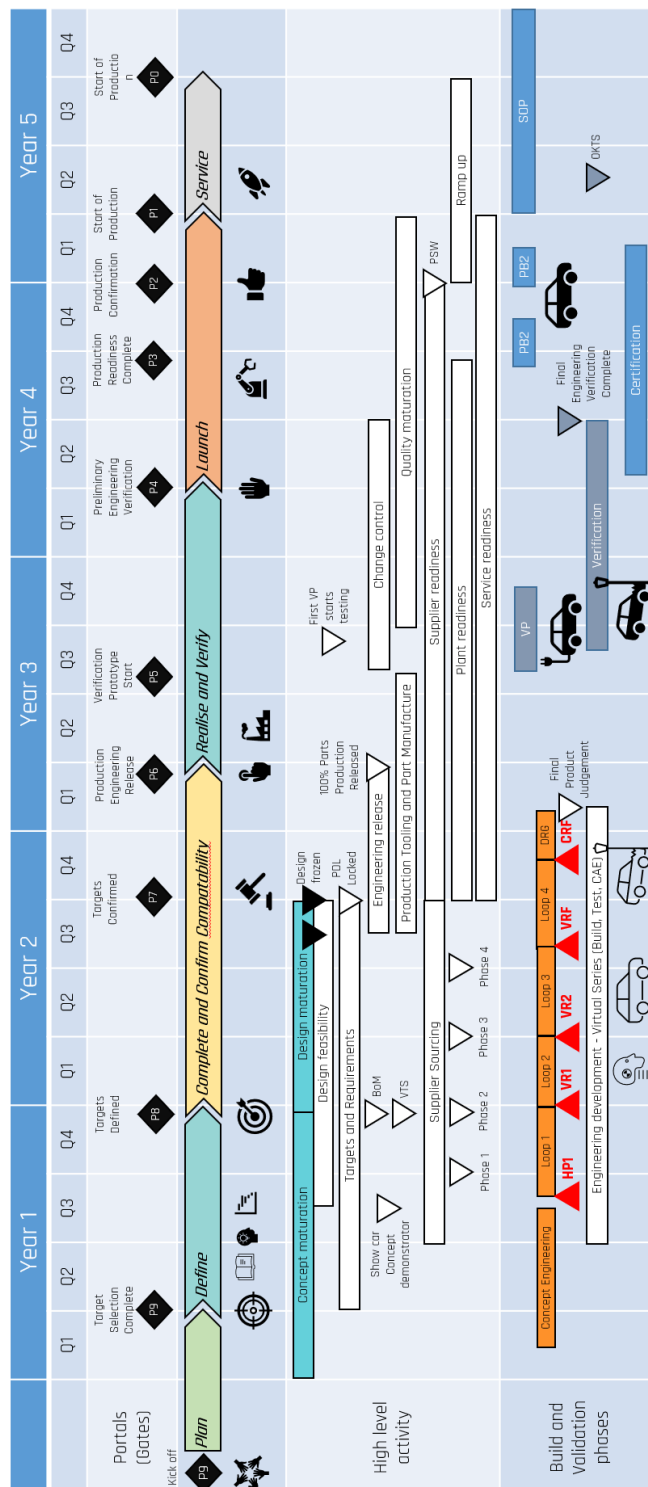 Year 1
Year 2
Year 3
Year 4
Year 5
Q1
Q2
Q3
Q4
Q1
Q2
Q3
Q4
Q1
Q2
Q3
Q4
Q1
Q2
Q3
Q4
Q1
Q2
Q3
Q4
Portals
(Gates)
Kick off
P9
Target
Selection
Complete
P9
Targets
Defined
P8
Targets
Confirmed
P7
Production
Engineering
Release
P6
Verification
Prototype
Start
P5
Preliminary
Engineering
Verification
P4
Production
Readiness
Complete
P3
Production
Confirmation
P2
Start of
Production
P1
Start of
Productio
n
P0
Plan
Define
Complete and Confirm Compatability
Realise and Verify
Launch
Service
High level
activity
Concept maturation
Design maturation
Design
frozen
Design feasibility
Targets and Requirements
PDL
Locked
First VP
starts
testing
Show car
Concept
demonstrator
BoM
VTS
100% Parts
Production
Released
Engineering release
Change control
Production Tooling and Part Manufacture
Quality maturation
Supplier Sourcing
Supplier readiness
PSW
Phase 1
Phase 2
Phase 3
Phase 4
Plant readiness
Ramp up
Service readiness
Build and
Validation
phases
Concept Engineering
Loop 1
Loop 2
Loop 3
Loop 4
DRG
VP
PB2
PB2
SOP
HP1
VR1
VR2
VRF
CRF
Final
Product
Judgement
Final
Engineering
Verification
Complete
OKTS
Engineering development - Virtual Series (Build, Test, CAE)
Verification
Certification